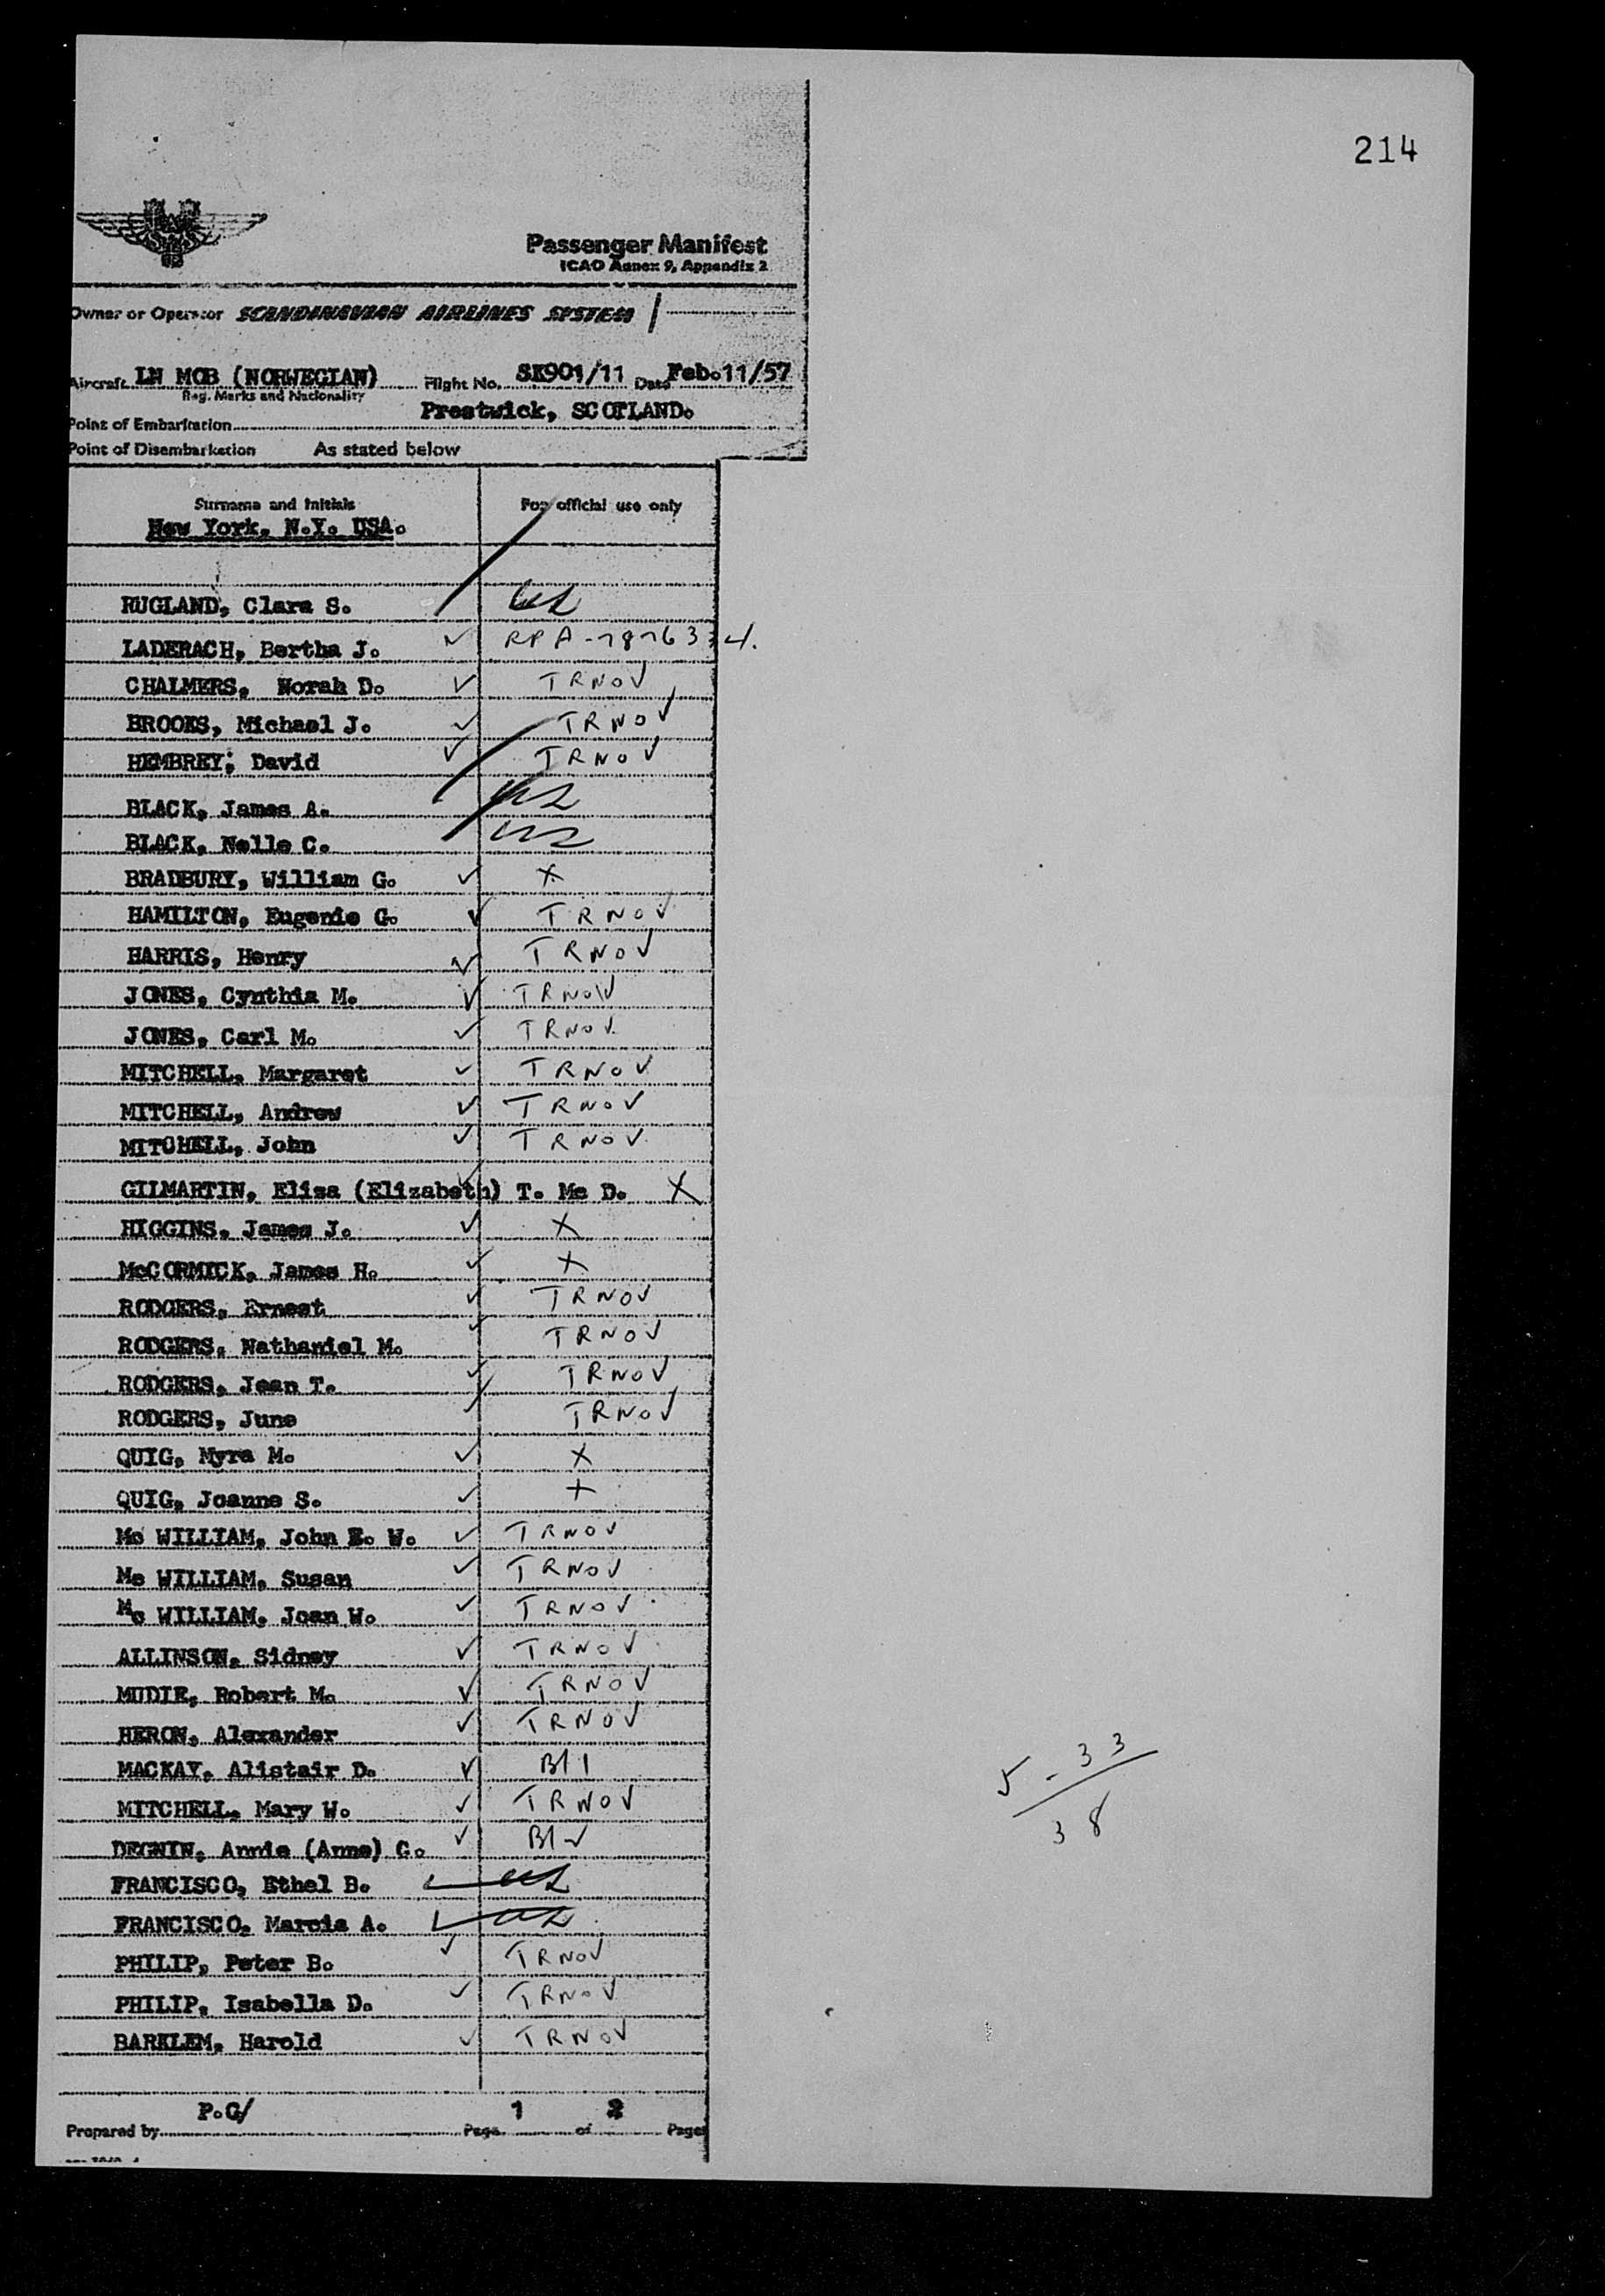 214
Passenger Manifest
ICAO Annex 9, Appendix 2
Owner or Operator SCANDINAVIAN AIRLINES SYSTEM
Aircraft LN MOB (NORWEGIAN) Flight No. SK901/11 Date Feb.11/57
Reg. Marks and Nationality
Prestwick, SCOTLAND.
Point of Embarkation
Point of Disembarkation As stated below
Surname and Initials For official use only
New York, N.Y. USA.
RUGLAND, Clara S. US
LADERACH, Bertha J. ✓ RPA-
CHALMERS, Norah D. ✓ TRNOV
BROOKS, Michael J. ✓ TRNOV
HEMBREY, David ✓ TRNOV
BLACK, James A. US
BLACK, Nelle C. US
BRADBURY, William G. ✓ X
HAMILTON, Eugenie G. ✓ TRNOV
HARRIS, Henry ✓ TRNOV
JONES, Cynthia M. ✓ TRNOV
JONES, Carl M. ✓ TRNOV
MITCHELL, Margaret ✓ TRNOV
MITCHELL, Andrew ✓ TRNOV
MITCHELL, John ✓ TRNOV
GILMARTIN, Elisa (Elizabeth) T. Mc D. X
HIGGINS, James J. ✓ X
McCORMICK, James H. ✓ X
RODGERS, Ernest ✓ TRNOV
RODGERS, Nathaniel M. ✓ TRNOV
RODGERS, Jean T. ✓ TRNOV
RODGERS, June ✓ TRNOV
QUIG, Myra M. ✓ X
QUIG, Joanne S. ✓ X
Mc WILLIAM, John E. W. ✓ TRNOV
Mc WILLIAM, Susan ✓ TRNOV
Mc WILLIAM, Joan W. ✓ TRNOV
ALLINSON, Sidney ✓ TRNOV
MUDIE, Robert M. ✓ TRNOV
HERON, Alexander ✓ TRNOV
MACKAY, Alistair D. ✓ B11
MITCHELL, Mary W. ✓ TRNOV
DEGNIN, Annie (Anne) C. ✓
FRANCISCO, Ethel B. US
FRANCISCO, Marcia A. US
PHILIP, Peter B. ✓ TRNOV
PHILIP, Isabella D. ✓ TRNOV
BARKLEM, Harold ✓ TRNOV
5 - 33
38
P.G/ 1 2
Prepared by Page of Pages